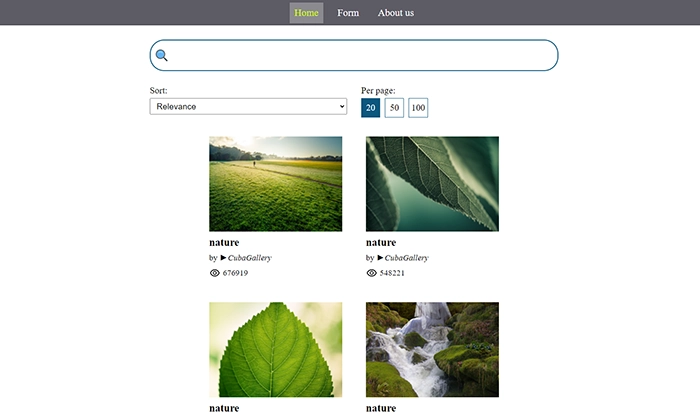 Home Form About us
Sort: Per page:
Relevance 20 50 100
nature nature
by ►CubaGallery by ►CubaGallery
676919 548221
nature nature